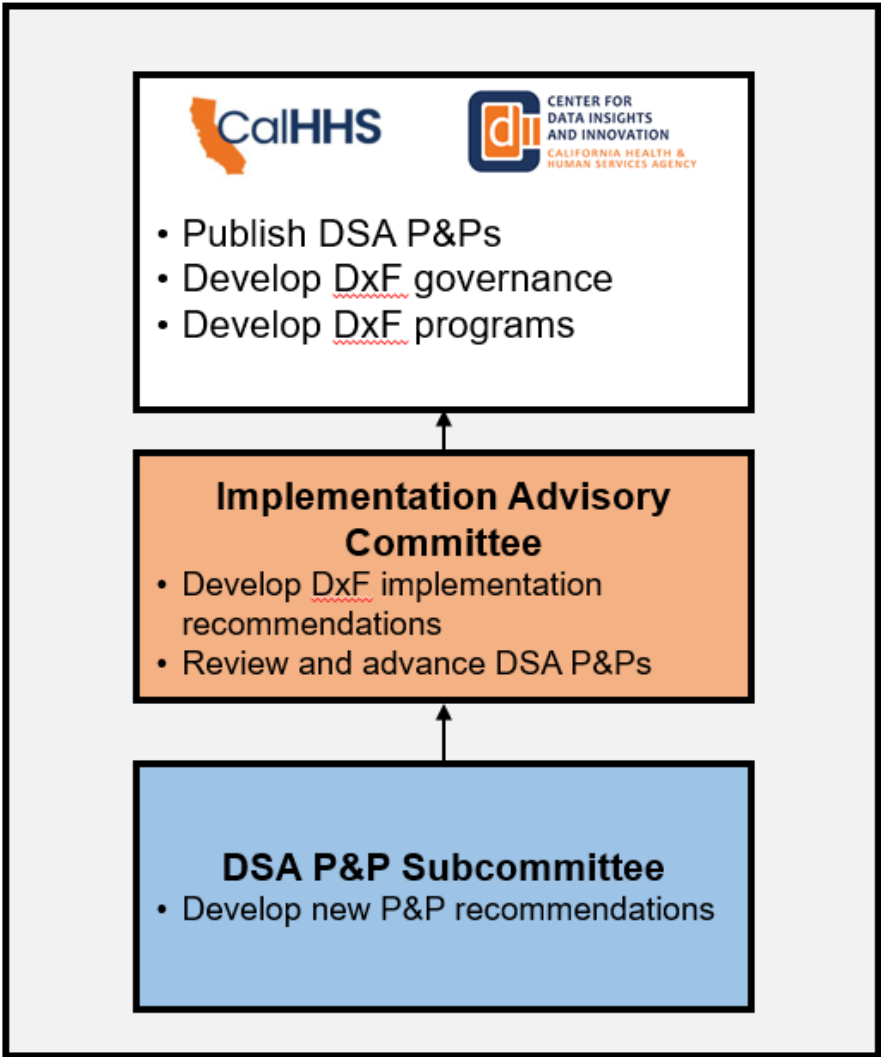 CalHHS
CENTER FOR
DATA INSIGHTS
AND INNOVATION
CALIFORNIA HEALTH &
HUMAN SERVICES AGENCY
• Publish DSA P&Ps
• Develop DxF governance
• Develop DxF programs
Implementation Advisory
Committee
• Develop DxF implementation
recommendations
• Review and advance DSA P&Ps
DSA P&P Subcommittee
• Develop new P&P recommendations